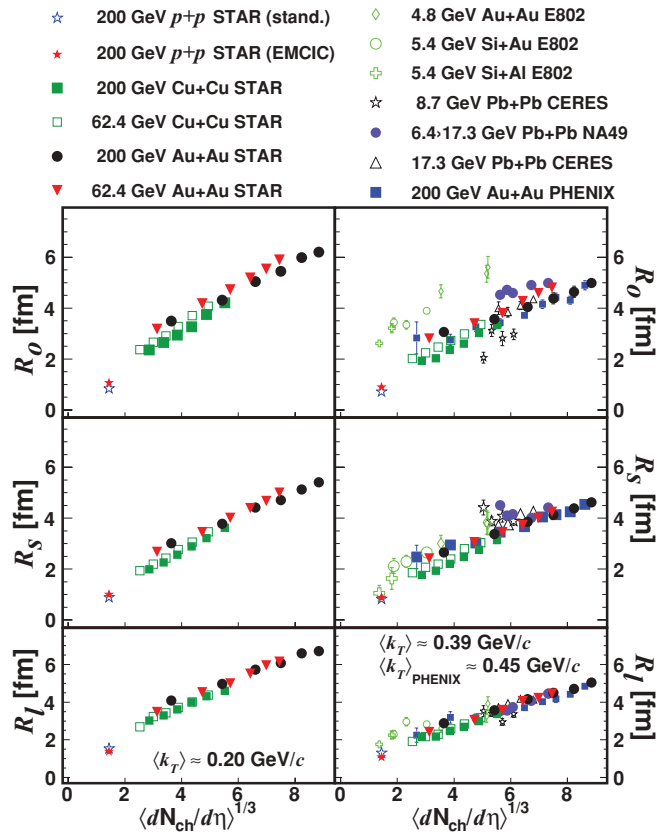 200 GeV p+p STAR (stand.)
200 GeV p+p STAR (EMCIC)
200 GeV Cu+Cu STAR
62.4 GeV Cu+Cu STAR
200 GeV Au+Au STAR
62.4 GeV Au+Au STAR
4.8 GeV Au+Au E802
5.4 GeV Si+Au E802
5.4 GeV Si+Al E802
8.7 GeV Pb+Pb CERES
6.4›17.3 GeV Pb+Pb NA49
17.3 GeV Pb+Pb CERES
200 GeV Au+Au PHENIX
R_O [fm]
6
4
2
0
6
4
2
0
R_O [fm]
R_S [fm]
6
4
2
0
6
4
2
0
R_S [fm]
R_l [fm]
6
4
2
0
⟨k_T⟩ ≈ 0.20 GeV/c
⟨k_T⟩ ≈ 0.39 GeV/c
⟨k_T⟩_PHENIX ≈ 0.45 GeV/c
6
4
2
0
R_l [fm]
0 2 4 6 8
0 2 4 6 8
⟨dN_ch/dη⟩^1/3
⟨dN_ch/dη⟩^1/3